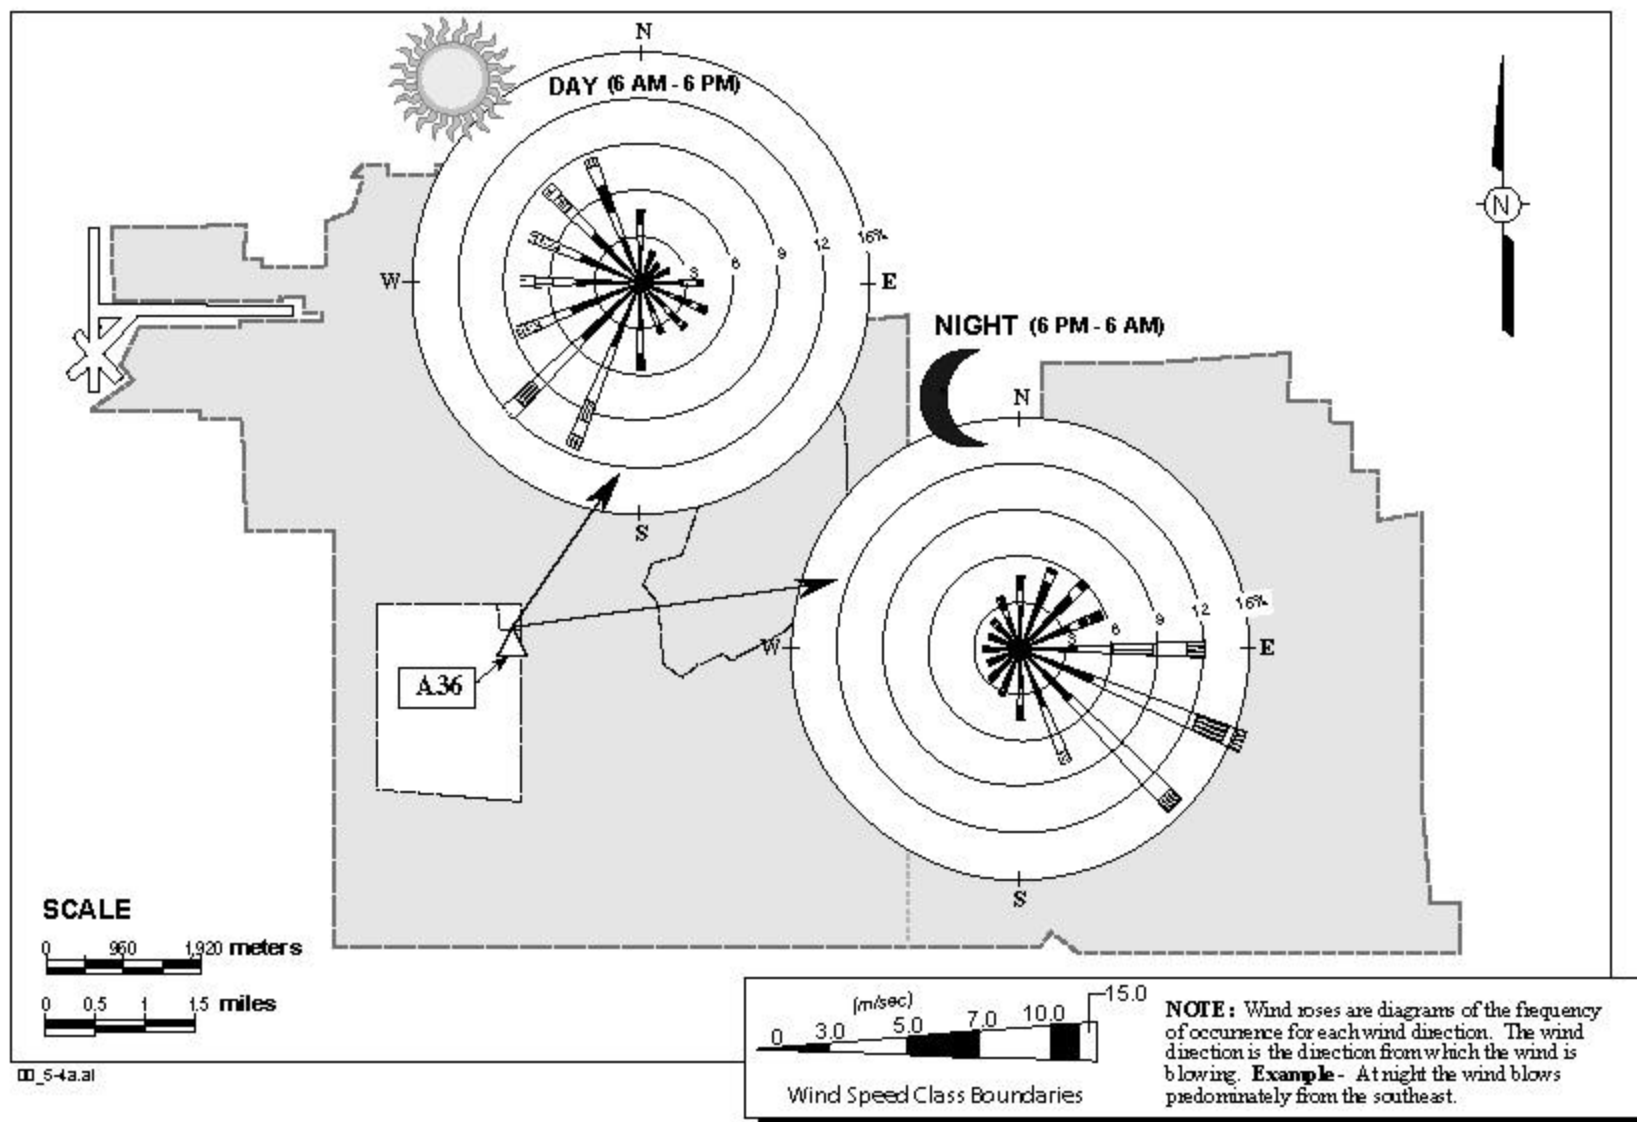 N
DAY (6 AM - 6 PM)
W
3
6
9
12
16%
E
S
N
NIGHT (6 PM - 6 AM)
N
W
3
6
9
12
16%
E
S
A36
SCALE
0 960 1,920 meters
0 0.5 1 1.5 miles
(m/sec)
0 3.0 5.0 7.0 10.0 15.0
Wind Speed Class Boundaries
NOTE: Wind roses are diagrams of the frequency
of occurrence for each wind direction. The wind
direction is the direction from which the wind is
blowing. Example - At night the wind blows
predominately from the southeast.